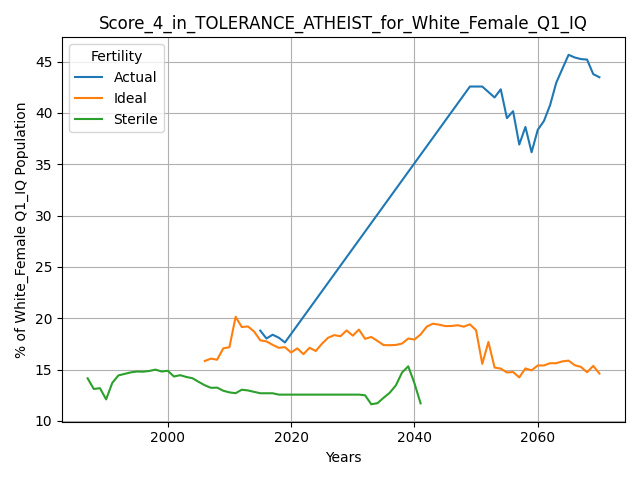 Score_4_in_TOLERANCE_ATHEIST_for_White_Female_Q1_IQ
Fertility
Actual
Ideal
Sterile
% of White_Female Q1_IQ Population
45
40
35
30
25
20
15
10
2000
2020
2040
2060
Years